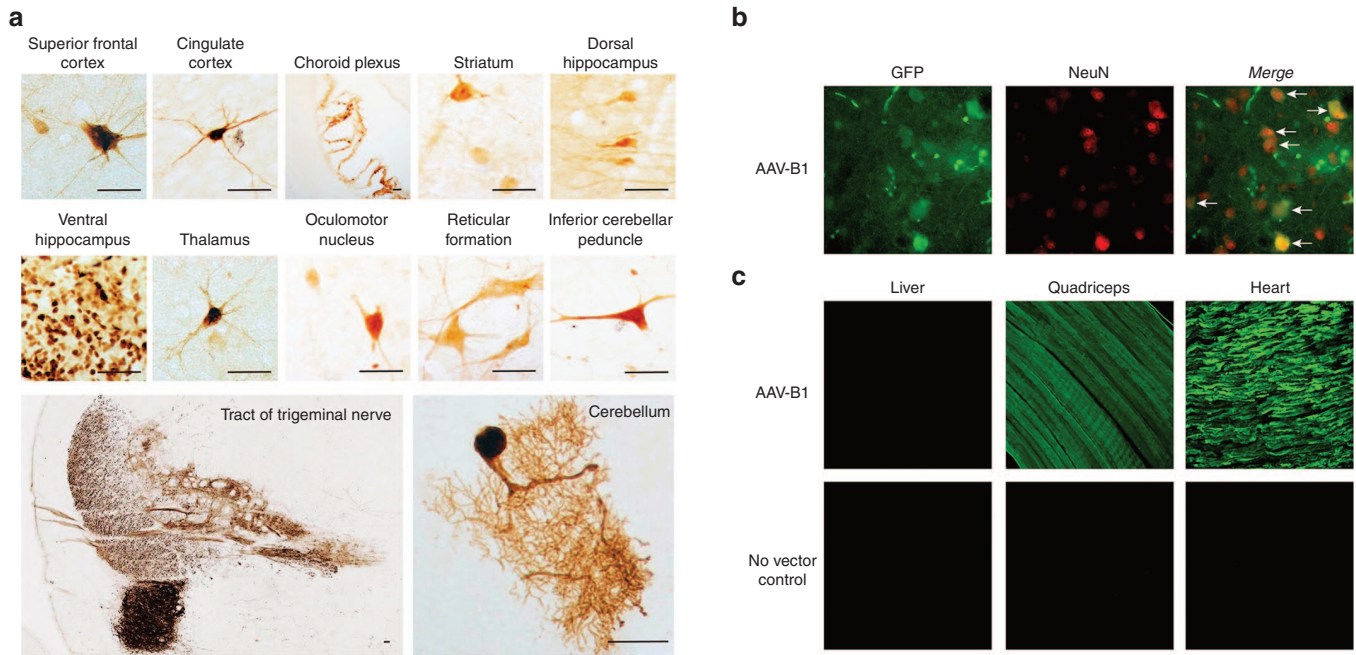 a
Superior frontal
cortex
Cingulate
cortex
Choroid plexus
Striatum
Dorsal
hippocampus
Ventral
hippocampus
Thalamus
Oculomotor
nucleus
Reticular
formation
Inferior cerebellar
peduncle
Tract of trigeminal nerve
Cerebellum
b
GFP
NeuN
Merge
AAV-B1
c
Liver
Quadriceps
Heart
AAV-B1
No vector
control